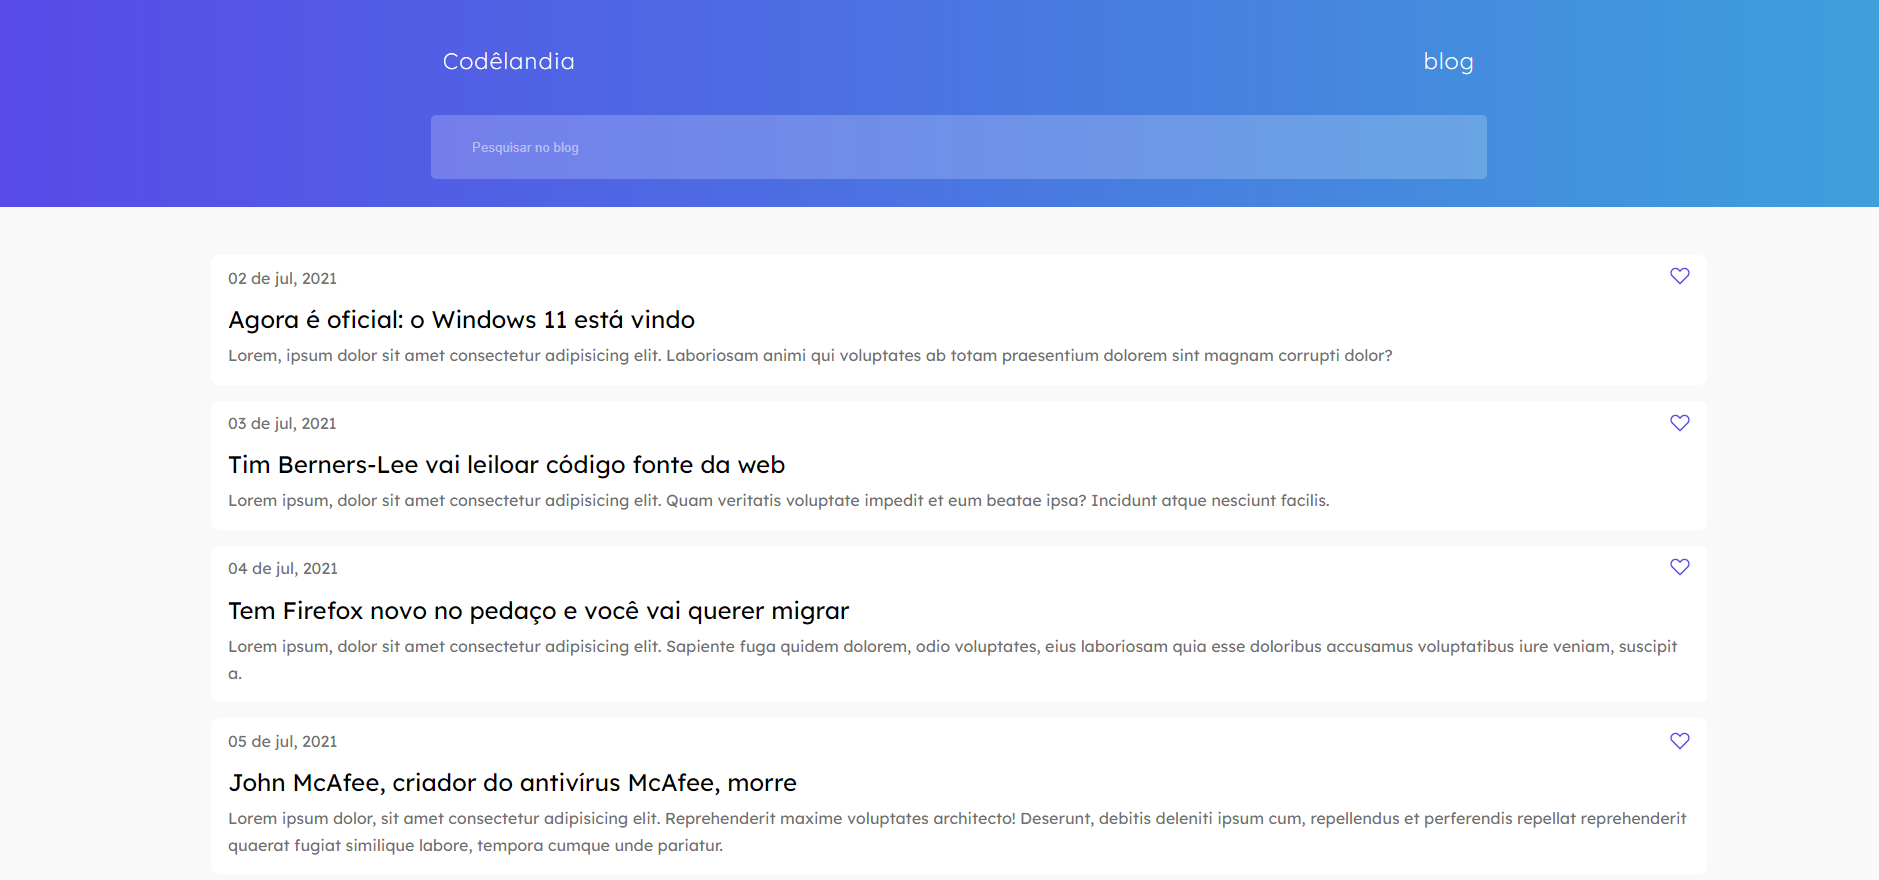 Codêlandia
blog
Pesquisar no blog
02 de jul, 2021
Agora é oficial: o Windows 11 está vindo
Lorem, ipsum dolor sit amet consectetur adipisicing elit. Laboriosam animi qui voluptates ab totam praesentium dolorem sint magnam corrupti dolor?
03 de jul, 2021
Tim Berners-Lee vai leiloar código fonte da web
Lorem ipsum, dolor sit amet consectetur adipisicing elit. Quam veritatis voluptate impedit et eum beatae ipsa? Incidunt atque nesciunt facilis.
04 de jul, 2021
Tem Firefox novo no pedaço e você vai querer migrar
Lorem ipsum, dolor sit amet consectetur adipisicing elit. Sapiente fuga quidem dolorem, odio voluptates, eius laboriosam quia esse doloribus accusamus voluptatibus iure veniam, suscipit
a.
05 de jul, 2021
John McAfee, criador do antivírus McAfee, morre
Lorem ipsum dolor, sit amet consectetur adipisicing elit. Reprehenderit maxime voluptates architecto! Deserunt, debitis deleniti ipsum cum, repellendus et perferendis repellat reprehenderit
quaerat fugiat similique labore, tempora cumque unde pariatur.